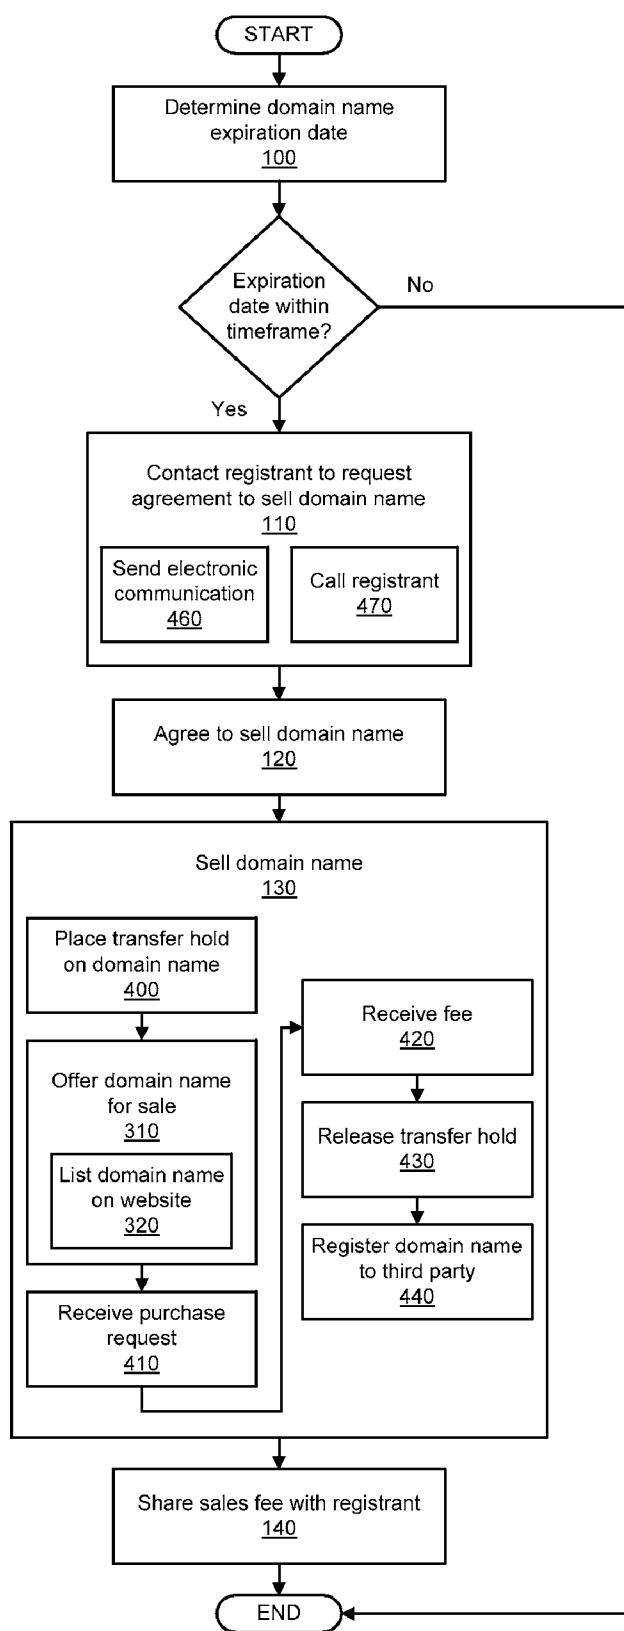 START
Determine domain name
expiration date
100
Expiration
date within
timeframe?
No
Yes
Contact registrant to request
agreement to sell domain name
110
Send electronic
communication
460
Call registrant
470
Agree to sell domain name
120
Sell domain name
130
Place transfer hold
on domain name
400
Offer domain name
for sale
310
List domain name
on website
320
Receive purchase
request
410
Receive fee
420
Release transfer hold
430
Register domain name
to third party
440
Share sales fee with registrant
140
END